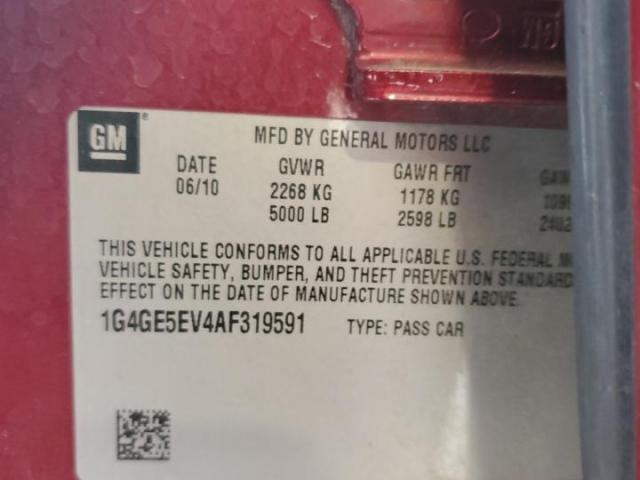 GM®
MFD BY GENERAL MOTORS LLC
DATE GVWR GAWR FRT
06/10 2268 KG 1178 KG
5000 LB 2598 LB
THIS VEHICLE CONFORMS TO ALL APPLICABLE U.S. FEDERAL
VEHICLE SAFETY, BUMPER, AND THEFT PREVENTION STANDARD
EFFECT ON THE DATE OF MANUFACTURE SHOWN ABOVE.
1G4GE5EV4AF319591 TYPE: PASS CAR